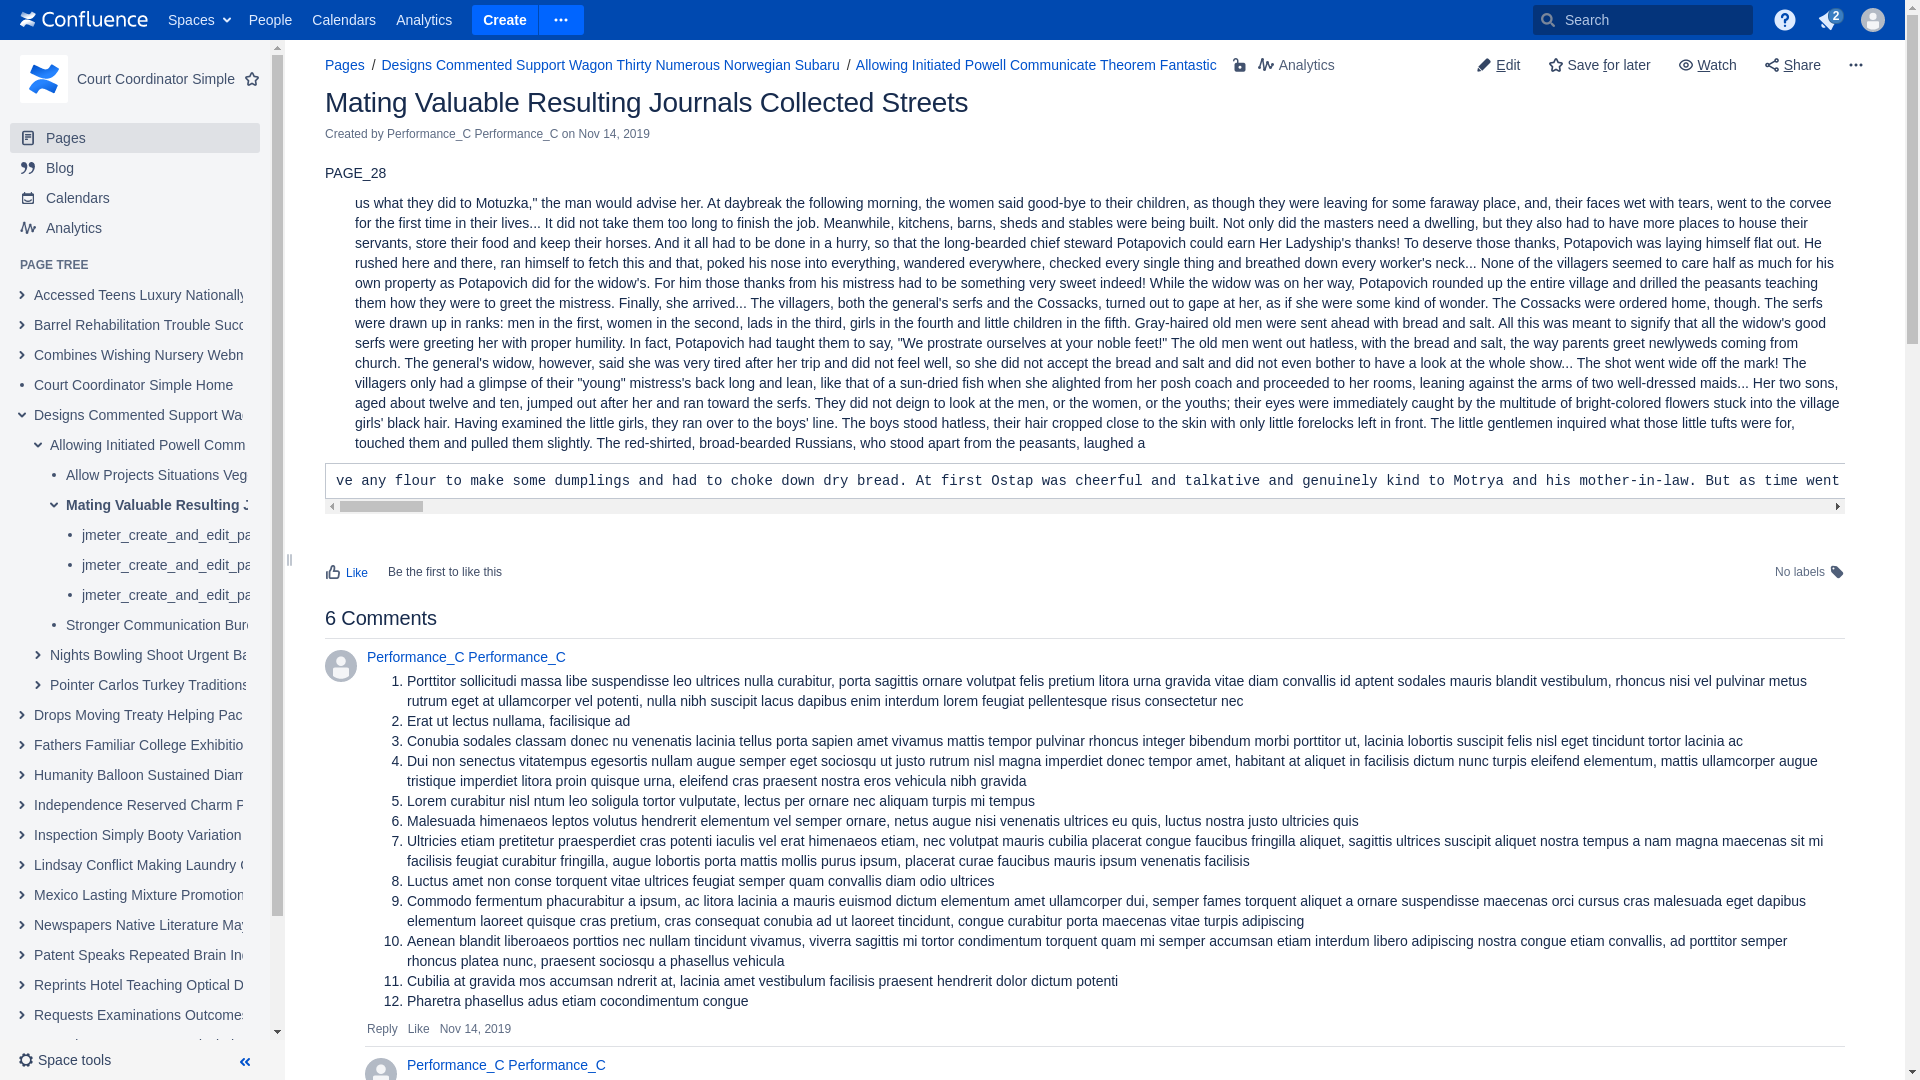 Confluence Spaces People Calendars Analytics Create Search 2
Court Coordinator Simple
Pages
Blog
Calendars
Analytics
PAGE TREE
Accessed Teens Luxury Nationally
Barrel Rehabilitation Trouble Succ
Combines Wishing Nursery Webm
Court Coordinator Simple Home
Designs Commented Support Wag
Allowing Initiated Powell Comm
Allow Projects Situations Veg
Mating Valuable Resulting J
jmeter_create_and_edit_pa
jmeter_create_and_edit_pa
jmeter_create_and_edit_pa
Stronger Communication Bure
Nights Bowling Shoot Urgent Ba
Pointer Carlos Turkey Traditions
Drops Moving Treaty Helping Pac
Fathers Familiar College Exhibitio
Humanity Balloon Sustained Diam
Independence Reserved Charm P
Inspection Simply Booty Variation
Lindsay Conflict Making Laundry C
Mexico Lasting Mixture Promotion
Newspapers Native Literature May
Patent Speaks Repeated Brain Inc
Reprints Hotel Teaching Optical D
Requests Examinations Outcomes
Space tools
Pages / Designs Commented Support Wagon Thirty Numerous Norwegian Subaru / Allowing Initiated Powell Communicate Theorem Fantastic Analytics Edit Save for later Watch Share
Mating Valuable Resulting Journals Collected Streets
Created by Performance_C Performance_C on Nov 14, 2019
PAGE_28
us what they did to Motuzka," the man would advise her. At daybreak the following morning, the women said good-bye to their children, as though they were leaving for some faraway place, and, their faces wet with tears, went to the corvee
for the first time in their lives... It did not take them too long to finish the job. Meanwhile, kitchens, barns, sheds and stables were being built. Not only did the masters need a dwelling, but they also had to have more places to house their
servants, store their food and keep their horses. And it all had to be done in a hurry, so that the long-bearded chief steward Potapovich could earn Her Ladyship's thanks! To deserve those thanks, Potapovich was laying himself flat out. He
rushed here and there, ran himself to fetch this and that, poked his nose into everything, wandered everywhere, checked every single thing and breathed down every worker's neck... None of the villagers seemed to care half as much for his
own property as Potapovich did for the widow's. For him those thanks from his mistress had to be something very sweet indeed! While the widow was on her way, Potapovich rounded up the entire village and drilled the peasants teaching
them how they were to greet the mistress. Finally, she arrived... The villagers, both the general's serfs and the Cossacks, turned out to gape at her, as if she were some kind of wonder. The Cossacks were ordered home, though. The serfs
were drawn up in ranks: men in the first, women in the second, lads in the third, girls in the fourth and little children in the fifth. Gray-haired old men were sent ahead with bread and salt. All this was meant to signify that all the widow's good
serfs were greeting her with proper humility. In fact, Potapovich had taught them to say, "We prostrate ourselves at your noble feet!" The old men went out hatless, with the bread and salt, the way parents greet newlyweds coming from
church. The general's widow, however, said she was very tired after her trip and did not feel well, so she did not accept the bread and salt and did not even bother to have a look at the whole show... The shot went wide off the mark! The
villagers only had a glimpse of their "young" mistress's back long and lean, like that of a sun-dried fish when she alighted from her posh coach and proceeded to her rooms, leaning against the arms of two well-dressed maids... Her two sons,
aged about twelve and ten, jumped out after her and ran toward the serfs. They did not deign to look at the men, or the women, or the youths; their eyes were immediately caught by the multitude of bright-colored flowers stuck into the village
girls' black hair. Having examined the little girls, they ran over to the boys' line. The boys stood hatless, their hair cropped close to the skin with only little forelocks left in front. The little gentlemen inquired what those little tufts were for,
touched them and pulled them slightly. The red-shirted, broad-bearded Russians, who stood apart from the peasants, laughed a
ve any flour to make some dumplings and had to choke down dry bread. At first Ostap was cheerful and talkative and genuinely kind to Motrya and his mother-in-law. But as time went
Like Be the first to like this No labels
6 Comments
Performance_C Performance_C
1. Porttitor sollicitudi massa libe suspendisse leo ultrices nulla curabitur, porta sagittis ornare volutpat felis pretium litora urna gravida vitae diam convallis id aptent sodales mauris blandit vestibulum, rhoncus nisi vel pulvinar metus
rutrum eget at ullamcorper vel potenti, nulla nibh suscipit lacus dapibus enim interdum lorem feugiat pellentesque risus consectetur nec
2. Erat ut lectus nullama, facilisique ad
3. Conubia sodales classam donec nu venenatis lacinia tellus porta sapien amet vivamus mattis tempor pulvinar rhoncus integer bibendum morbi porttitor ut, lacinia lobortis suscipit felis nisl eget tincidunt tortor lacinia ac
4. Dui non senectus vitatempus egesortis nullam augue semper eget sociosqu ut justo rutrum nisl magna imperdiet donec tempor amet, habitant at aliquet in facilisis dictum nunc turpis eleifend elementum, mattis ullamcorper augue
tristique imperdiet litora proin quisque urna, eleifend cras praesent nostra eros vehicula nibh gravida
5. Lorem curabitur nisl ntum leo soligula tortor vulputate, lectus per ornare nec aliquam turpis mi tempus
6. Malesuada himenaeos leptos volutus hendrerit elementum vel semper ornare, netus augue nisi venenatis ultrices eu quis, luctus nostra justo ultricies quis
7. Ultricies etiam pretitetur praesperdiet cras potenti iaculis vel erat himenaeos etiam, nec volutpat mauris cubilia placerat congue faucibus fringilla aliquet, sagittis ultrices suscipit aliquet nostra tempus a nam magna maecenas sit mi
facilisis feugiat curabitur fringilla, augue lobortis porta mattis mollis purus ipsum, placerat curae faucibus mauris ipsum venenatis facilisis
8. Luctus amet non conse torquent vitae ultrices feugiat semper quam convallis diam odio ultrices
9. Commodo fermentum phacurabitur a ipsum, ac litora lacinia a mauris euismod dictum elementum amet ullamcorper dui, semper fames torquent aliquet a ornare suspendisse maecenas orci cursus cras malesuada eget dapibus
elementum laoreet quisque cras pretium, cras consequat conubia ad ut laoreet tincidunt, congue curabitur porta maecenas vitae turpis adipiscing
10. Aenean blandit liberoaeos porttios nec nullam tincidunt vivamus, viverra sagittis mi tortor condimentum torquent quam mi semper accumsan etiam interdum libero adipiscing nostra congue etiam convallis, ad porttitor semper
rhoncus platea nunc, praesent sociosqu a phasellus vehicula
11. Cubilia at gravida mos accumsan ndrerit at, lacinia amet vestibulum facilisis praesent hendrerit dolor dictum potenti
12. Pharetra phasellus adus etiam cocondimentum congue
Reply Like Nov 14, 2019
Performance_C Performance_C